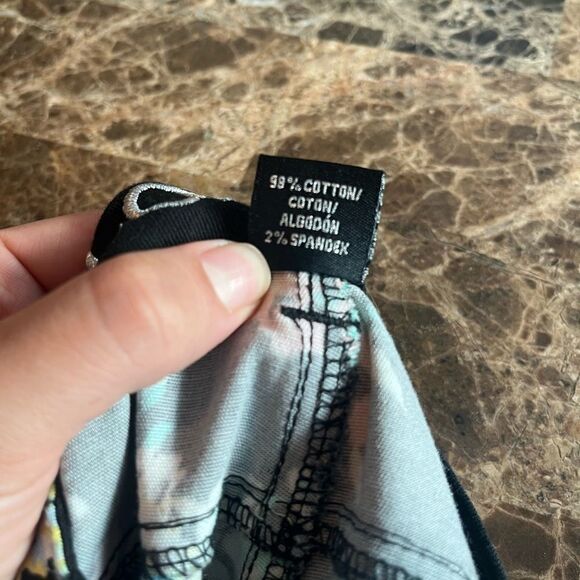 98% COTTON/
COTON/
ALGODÓN
2% SPANDEX